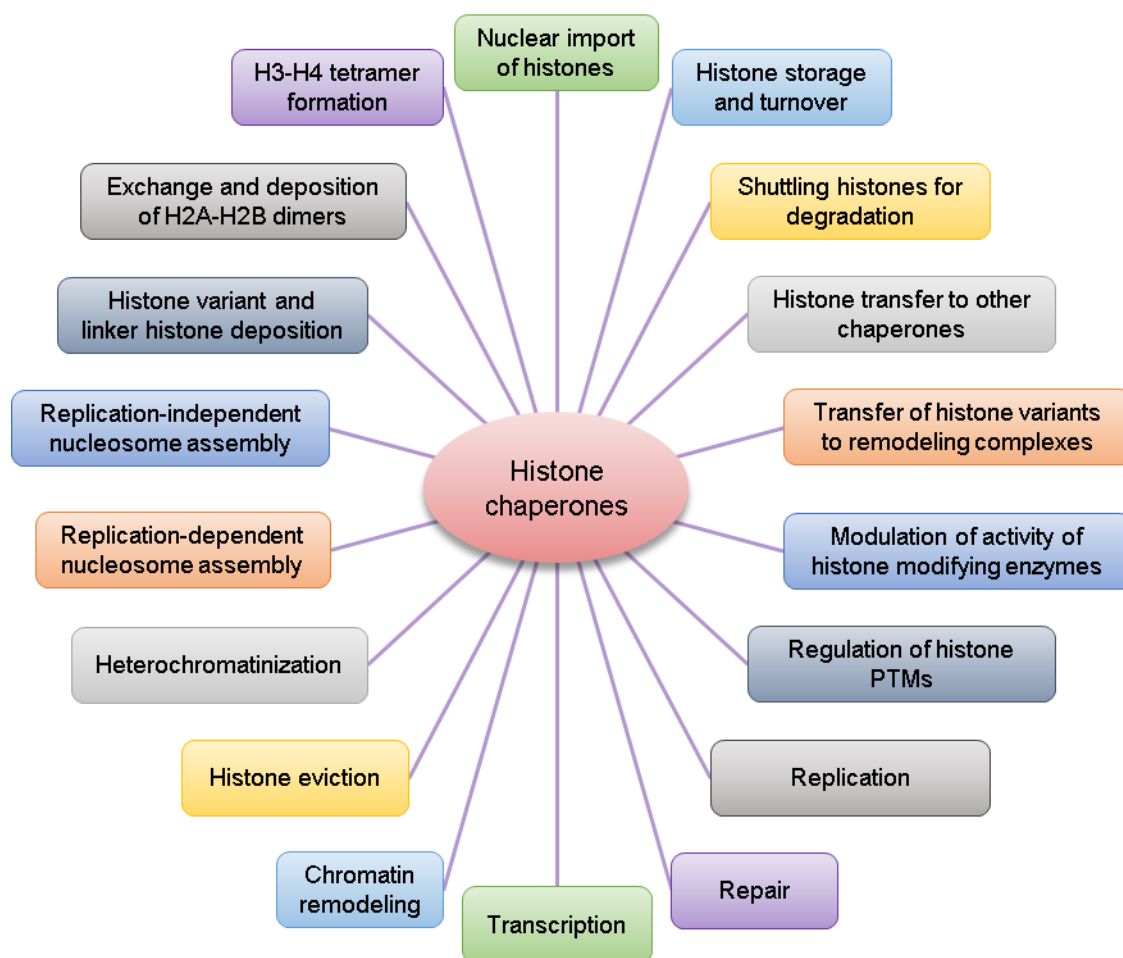 Nuclear import
of histones
Histone storage
and turnover
Shuttling histones for
degradation
Histone transfer to other
chaperones
Transfer of histone variants
to remodeling complexes
Modulation of activity of
histone modifying enzymes
Regulation of histone
PTMs
Replication
Repair
Transcription
Chromatin
remodeling
Histone eviction
Heterochromatinization
Replication-dependent
nucleosome assembly
Replication-independent
nucleosome assembly
Histone variant and
linker histone deposition
Exchange and deposition
of H2A-H2B dimers
H3-H4 tetramer
formation
Histone
chaperones